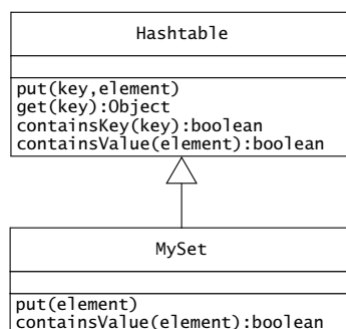 Hashtable
put(key,element)
get(key):Object
containsKey(key):boolean
containsValue(element):boolean
MySet
put(element)
containsValue(element):boolean